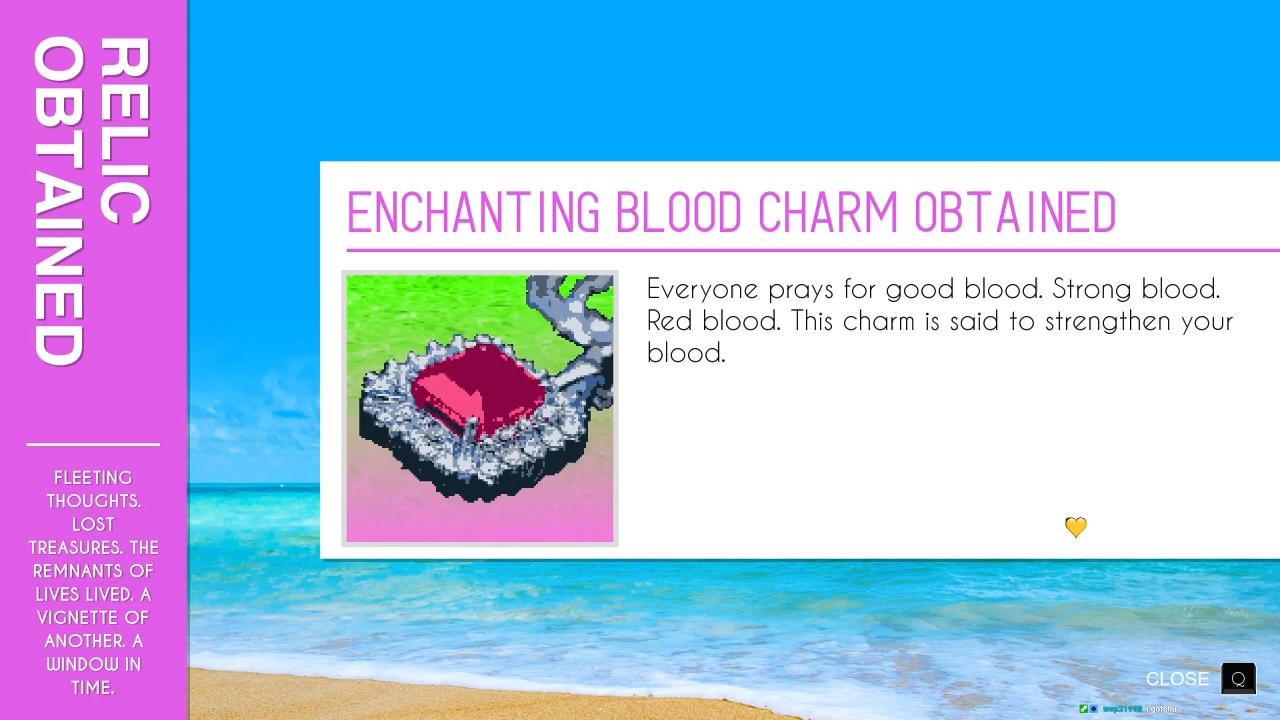 RELIC
OBTAINED
FLEETING
THOUGHTS.
LOST
TREASURES. THE
REMNANTS OF
LIVES LIVED. A
VIGNETTE OF
ANOTHER. A
WINDOW IN
TIME.
ENCHANTING BLOOD CHARM OBTAINED
Everyone prays for good blood. Strong blood.
Red blood. This charm is said to strengthen your
blood.
CLOSE Q
i gotchu